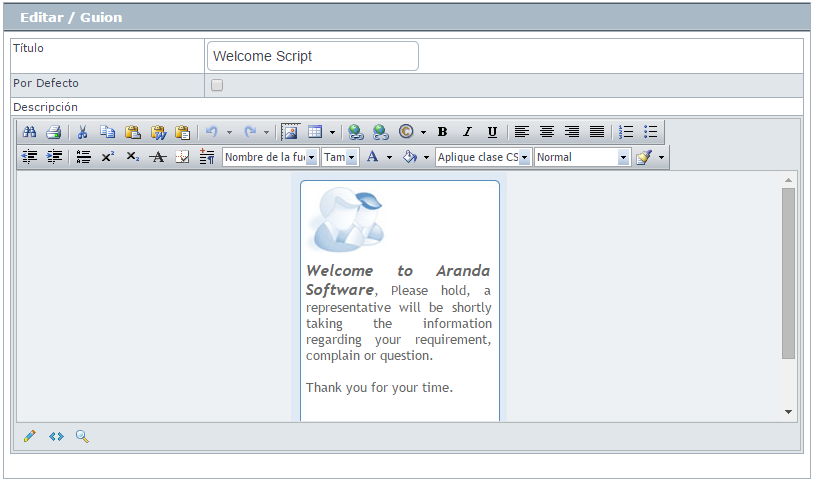 Editar / Guion
Título
Welcome Script
Por Defecto
Descripción
B I U
Nombre de la fue Tam A Aplique clase CS Normal
Welcome to Aranda
Software, Please hold, a
representative will be shortly
taking the information
regarding your requirement,
complain or question.
Thank you for your time.